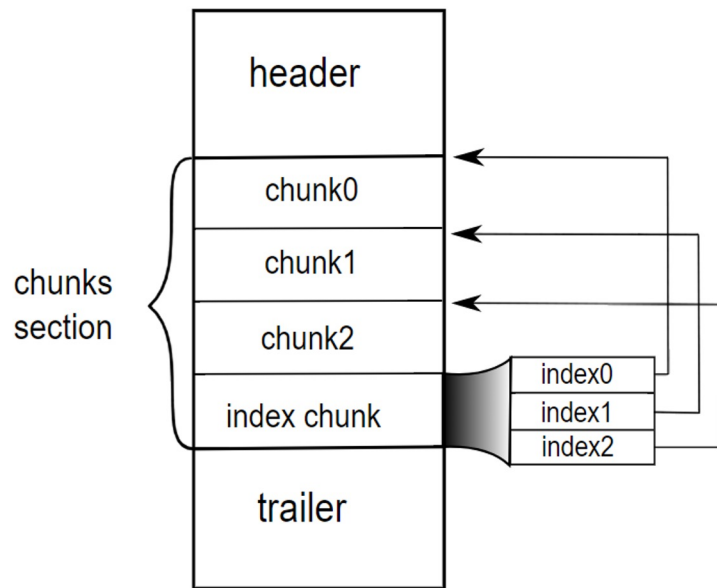 header
chunk0
chunk1
chunks
section
chunk2
index0
index chunk
index1
index2
trailer